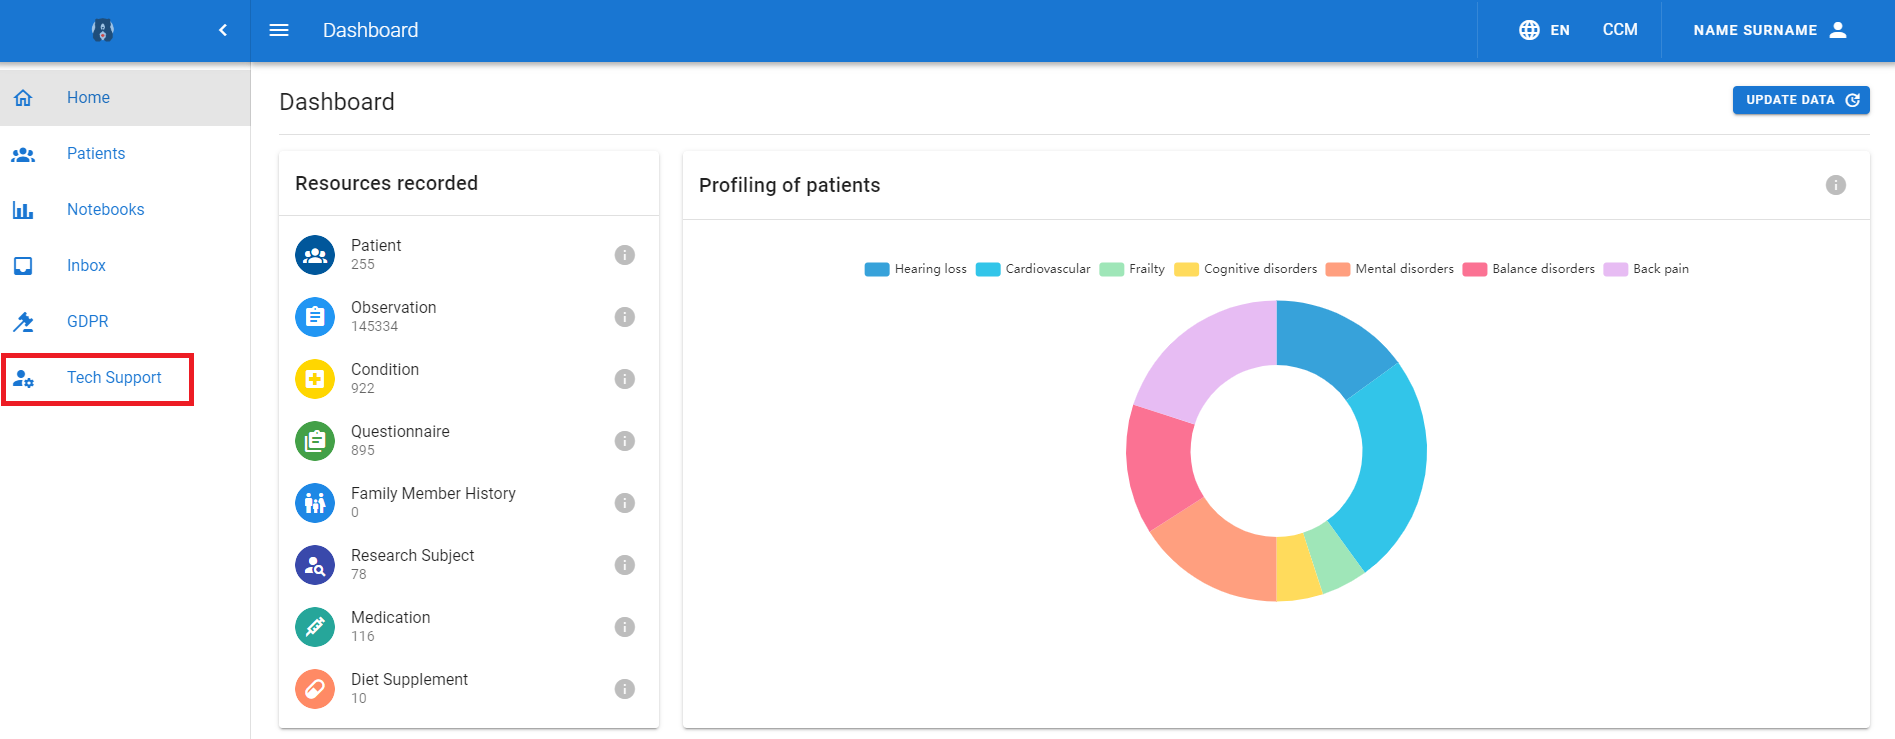 Dashboard
EN
CCM
NAME SURNAME
Home
Patients
Notebooks
Inbox
GDPR
Tech Support
Dashboard
UPDATE DATA
Resources recorded
Patient
255
Observation
145334
Condition
922
Questionnaire
895
Family Member History
0
Research Subject
78
Medication
116
Diet Supplement
10
Profiling of patients
Hearing loss Cardiovascular Frailty Cognitive disorders Mental disorders Balance disorders Back pain